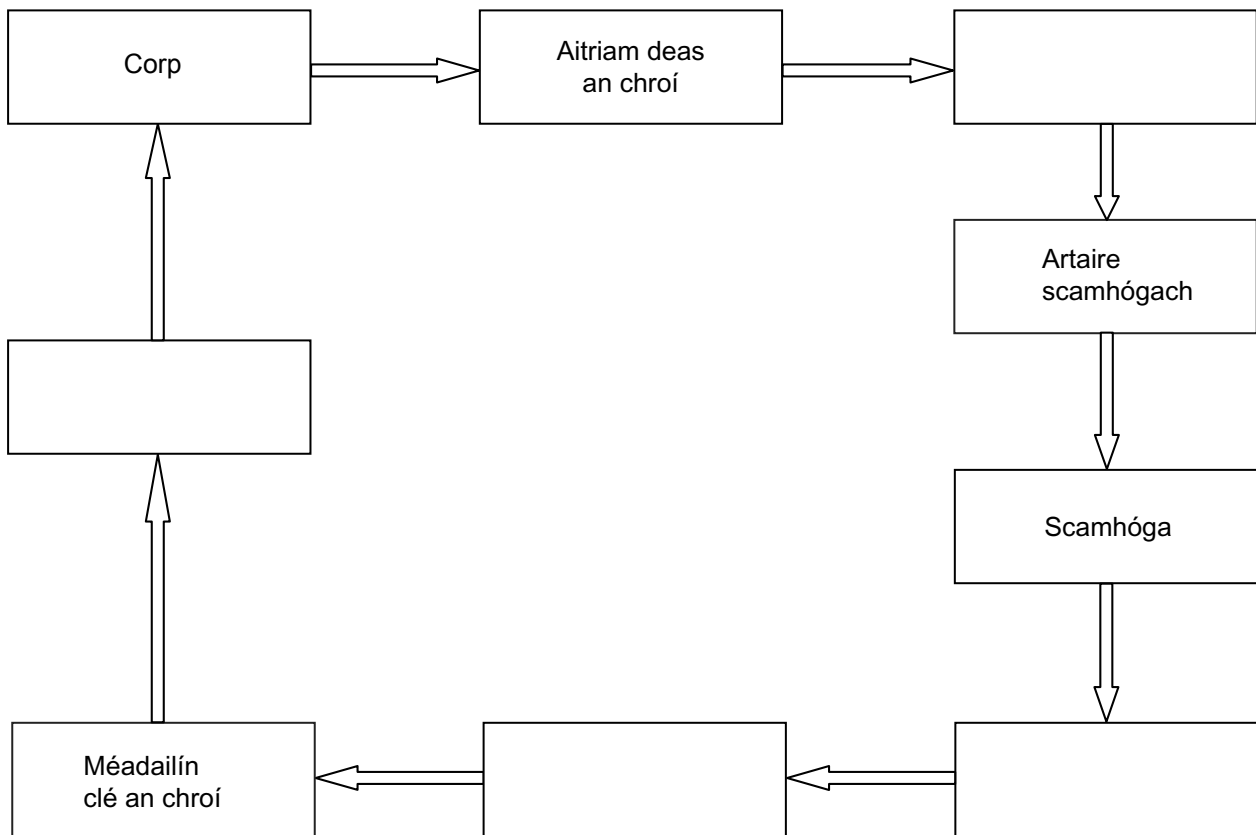 Corp
Aitriam deas
an chroí
Artaire
scamhógach
Scamhóga
Méadailín
clé an chroí